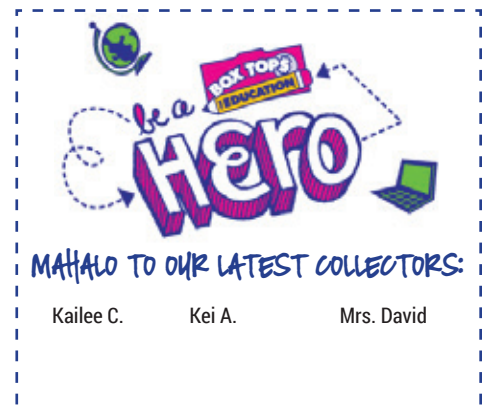 be a
BOX TOPS
FOR EDUCATION
HERO
MAHALO TO OUR LATEST COLLECTORS:
Kailee C. Kei A. Mrs. David